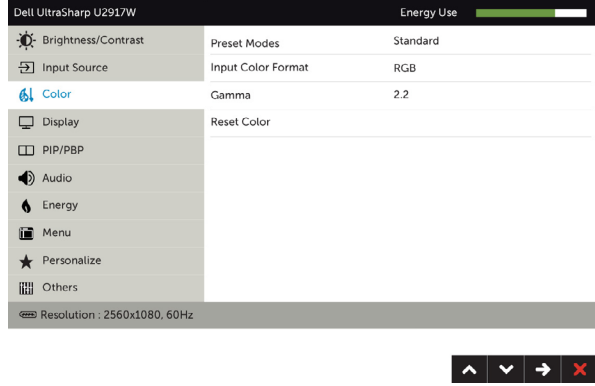 Dell UltraSharp U2917W Energy Use
Brightness/Contrast
Input Source
Color
Display
PIP/PBP
Audio
Energy
Menu
Personalize
Others
Preset Modes Standard
Input Color Format RGB
Gamma 2.2
Reset Color
Resolution : 2560x1080, 60Hz